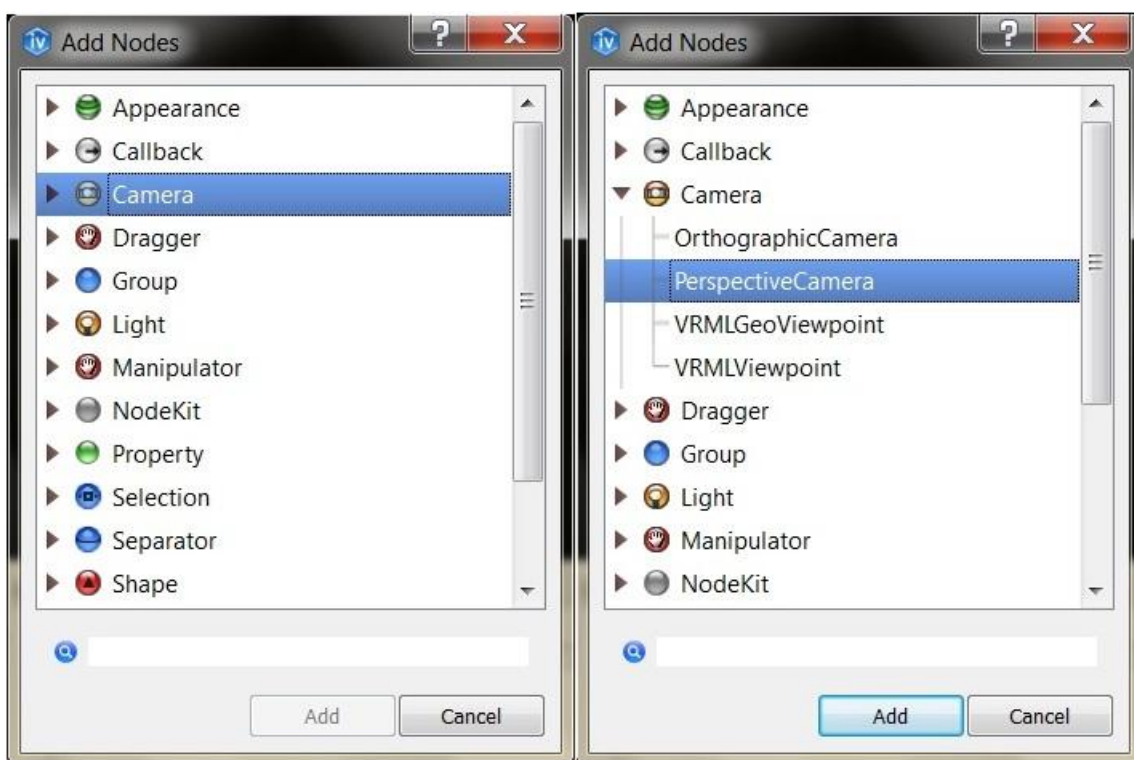 Add Nodes
Appearance
Callback
Camera
Dragger
Group
Light
Manipulator
NodeKit
Property
Selection
Separator
Shape
Add
Cancel
Add Nodes
Appearance
Callback
Camera
OrthographicCamera
PerspectiveCamera
VRMLGeoViewpoint
VRMLViewpoint
Dragger
Group
Light
Manipulator
NodeKit
Add
Cancel